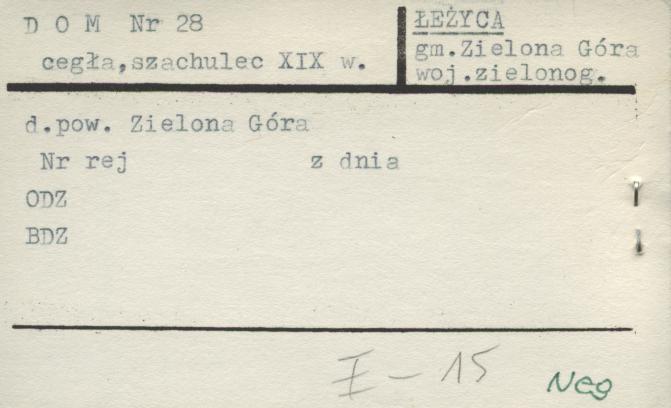 D O M Nr 28
cegła,szachulec XIX w.
ŁEŻYCA
gm.Zielona Góra
woj.zielonog.
d.pow. Zielona Góra
Nr rej z dnia
ODZ
BDZ
I - 15
Neg